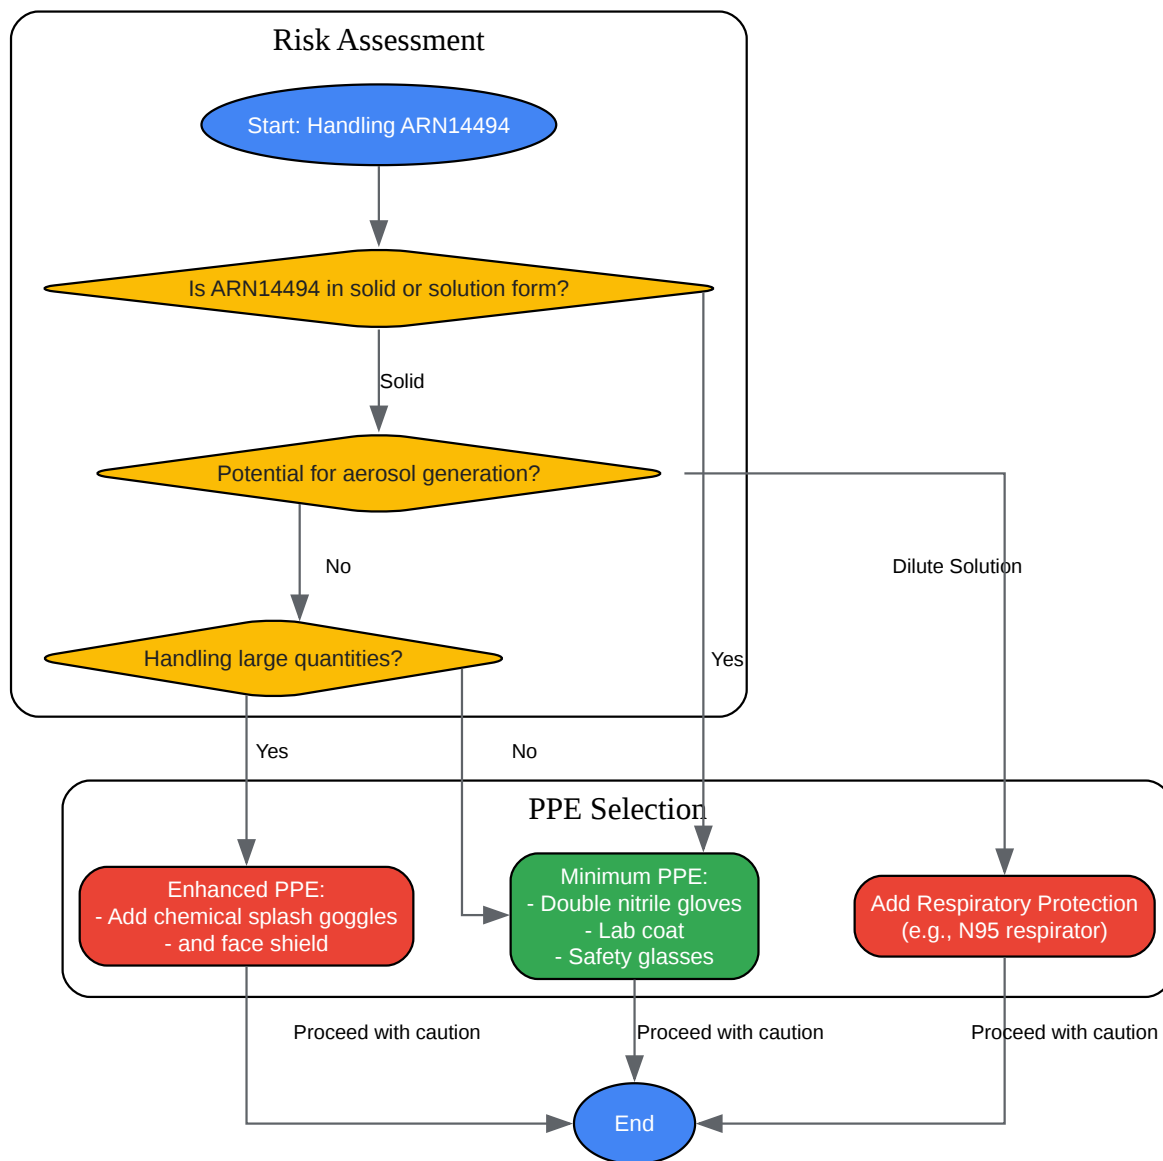 Risk Assessment
Start: Handling ARN14494
Is ARN14494 in solid or solution form?
Solid
Potential for aerosol generation?
No
Dilute Solution
Handling large quantities?
Yes
Yes
No
PPE Selection
Enhanced PPE:
- Add chemical splash goggles
- and face shield
Minimum PPE:
- Double nitrile gloves
- Lab coat
- Safety glasses
Add Respiratory Protection
(e.g., N95 respirator)
Proceed with caution
Proceed with caution
Proceed with caution
End